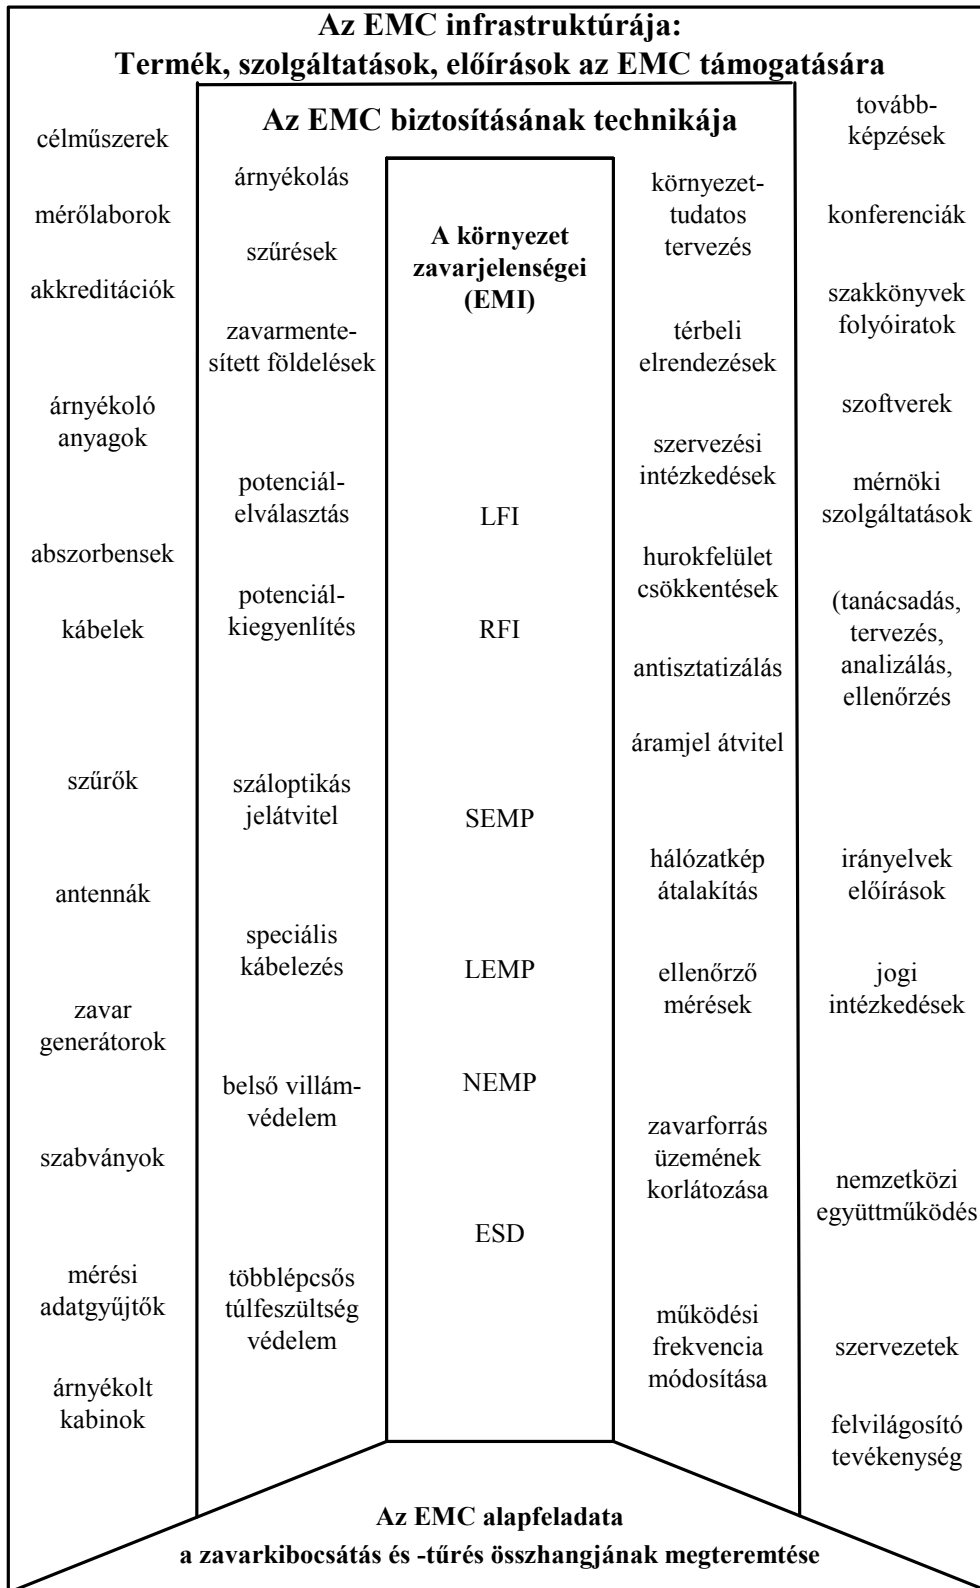 Az EMC infrastruktúrája:
Termék, szolgáltatások, előírások az EMC támogatására
célműszerek
mérőlaborok
akkreditációk
árnyékoló
anyagok
abszorbensek
kábelek
szűrők
antennák
zavar
generátorok
szabványok
mérési
adatgyűjtők
árnyékolt
kabinok
Az EMC biztosításának technikája
árnyékolás
szűrések
zavarmente-
sített földelések
potenciál-
elválasztás
potenciál-
kiegyenlítés
száloptikás
jelátvitel
speciális
kábelezés
belső villám-
védelem
többlépcsős
túlfeszültség
védelem
A környezet
zavarjelenségei
(EMI)
LFI
RFI
SEMP
LEMP
NEMP
ESD
környezet-
tudatos
tervezés
térbeli
elrendezések
szervezési
intézkedések
hurokfelület
csökkentések
antisztatizálás
áramjel átvitel
hálózatkép
átalakítás
ellenőrző
mérések
zavarforrás
üzemének
korlátozása
működési
frekvencia
módosítása
tovább-
képzések
konferenciák
szakkönyvek
folyóiratok
szoftverek
mérnöki
szolgáltatások
(tanácsadás,
tervezés,
analizálás,
ellenőrzés
irányelvek
előírások
jogi
intézkedések
nemzetközi
együttműködés
szervezetek
felvilágosító
tevékenység
Az EMC alapfeladata
a zavarkibocsátás és -tűrés összhangjának megteremtése